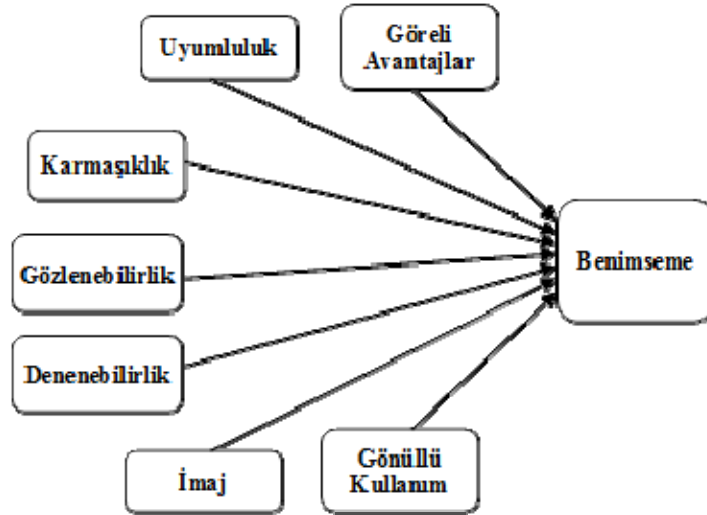 Uyumluluk
Göreli
Avantajlar
Karmaşıklık
Gözlenebilirlik
Benimseme
Denenebilirlik
İmaj
Gönüllü
Kullanım